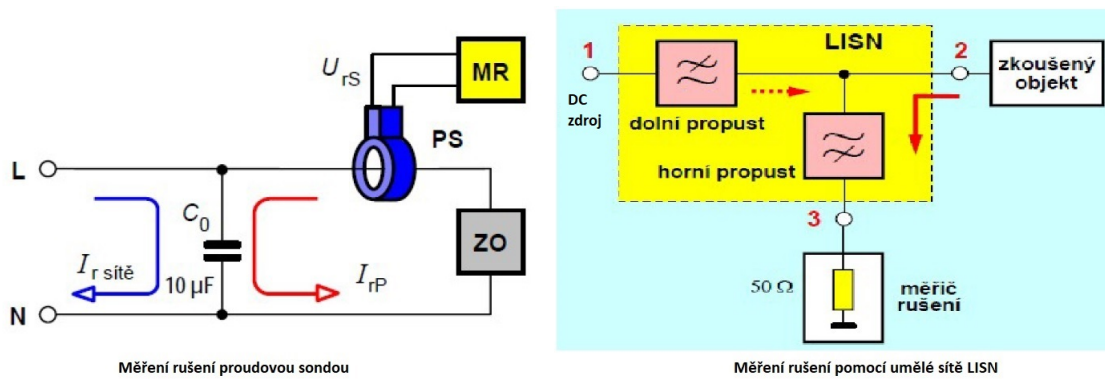 U rS
MR
PS
L
C0
ZO
I r sítě
10 µF
I rP
N
Měření rušení proudovou sondou
LISN
1
2
zkoušený
objekt
DC
zdroj
dolní propust
horní propust
3
50 Ω
měřič
rušení
Měření rušení pomocí umělé sítě LISN